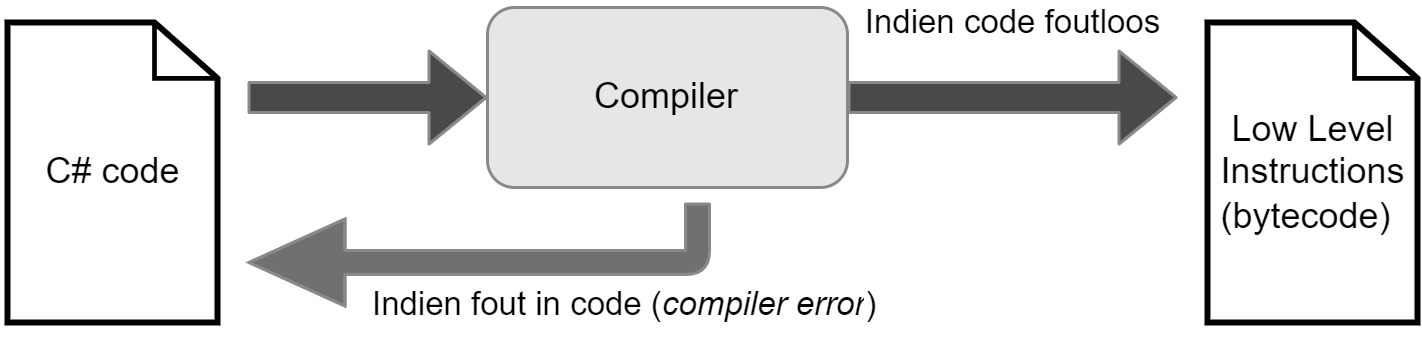 C# code
Compiler
Indien code foutloos
Low Level
Instructions
(bytecode)
Indien fout in code (compiler error)